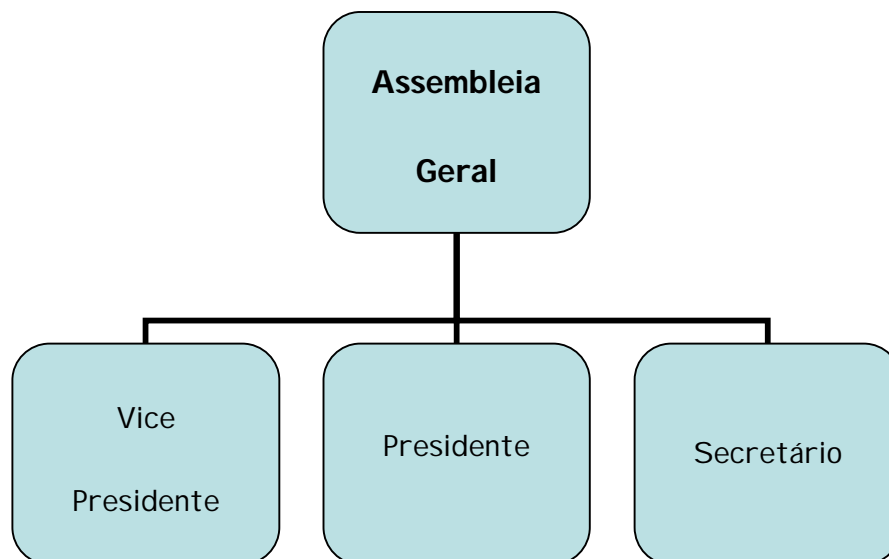 Assembleia
Geral
Vice
Presidente
Presidente
Secretário